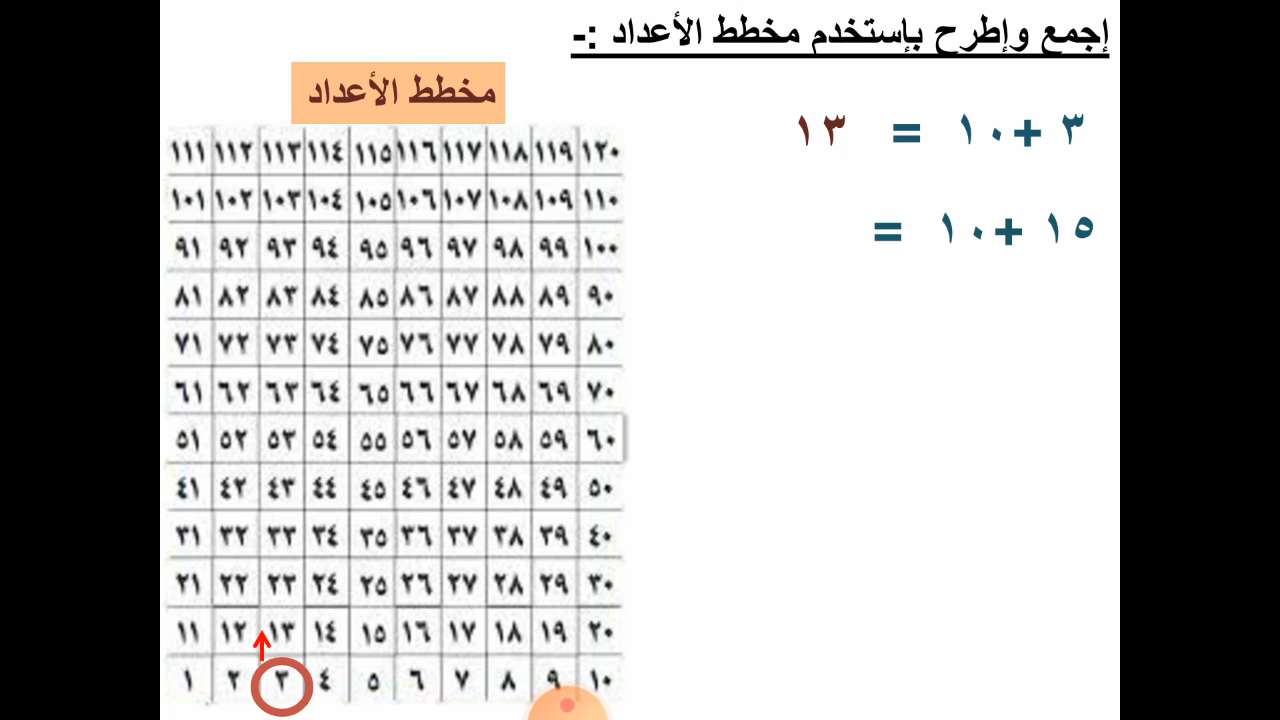 إجمع وإطرح بإستخدم مخطط الأعداد :-
مخطط الأعداد
٣ +١٠ = ١٣
١٥ +١٠ =
١١١ ١١٢ ١١٣ ١١٤ ١١٥ ١١٦ ١١٧ ١١٨ ١١٩ ١٢٠
١٠١ ١٠٢ ١٠٣ ١٠٤ ١٠٥ ١٠٦ ١٠٧ ١٠٨ ١٠٩ ١١٠
٩١ ٩٢ ٩٣ ٩٤ ٩٥ ٩٦ ٩٧ ٩٨ ٩٩ ١٠٠
٨١ ٨٢ ٨٣ ٨٤ ٨٥ ٨٦ ٨٧ ٨٨ ٨٩ ٩٠
٧١ ٧٢ ٧٣ ٧٤ ٧٥ ٧٦ ٧٧ ٧٨ ٧٩ ٨٠
٦١ ٦٢ ٦٣ ٦٤ ٦٥ ٦٦ ٦٧ ٦٨ ٦٩ ٧٠
٥١ ٥٢ ٥٣ ٥٤ ٥٥ ٥٦ ٥٧ ٥٨ ٥٩ ٦٠
٤١ ٤٢ ٤٣ ٤٤ ٤٥ ٤٦ ٤٧ ٤٨ ٤٩ ٥٠
٣١ ٣٢ ٣٣ ٣٤ ٣٥ ٣٦ ٣٧ ٣٨ ٣٩ ٤٠
٢١ ٢٢ ٢٣ ٢٤ ٢٥ ٢٦ ٢٧ ٢٨ ٢٩ ٣٠
١١ ١٢ ١٣ ١٤ ١٥ ١٦ ١٧ ١٨ ١٩ ٢٠
١ ٢ ٣ ٤ ٥ ٦ ٧ ٨ ٩ ١٠